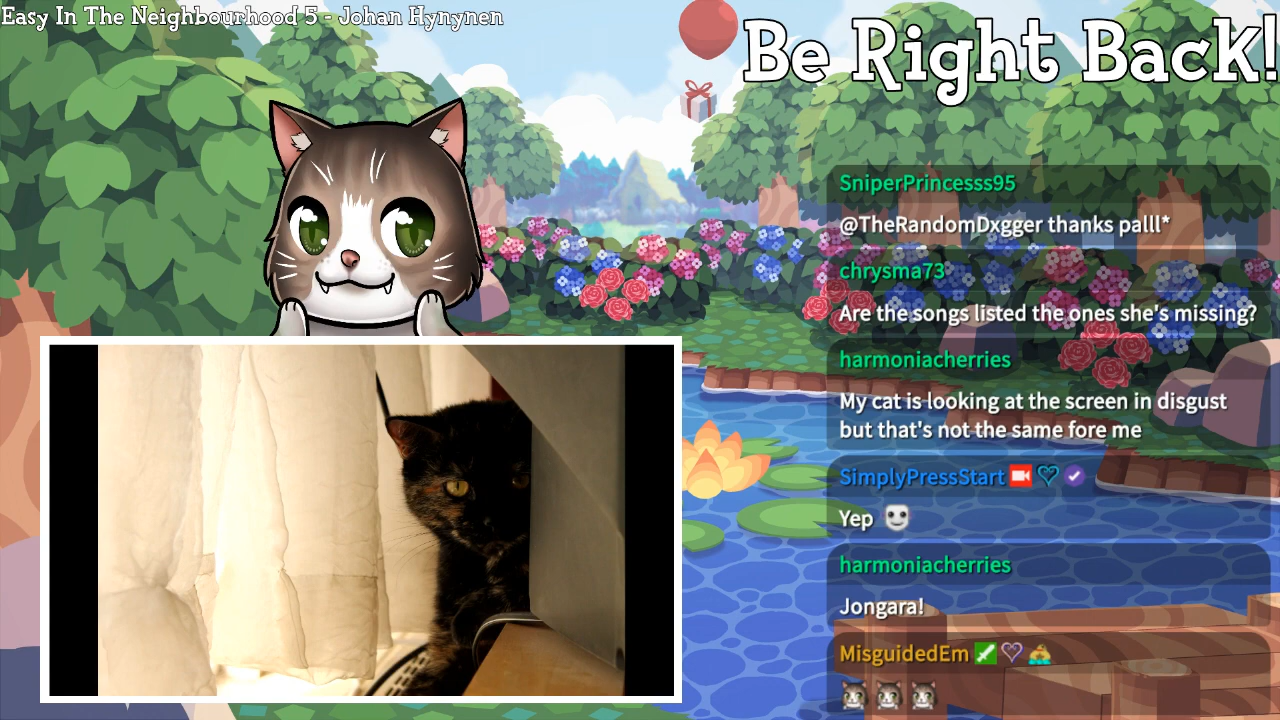 Easy In The Neighbourhood 5 - Johan Hynynen
Be Right Back!
SniperPrincesss95
@TheRandomDxgger thanks palll*
chrysma73
Are the songs listed the ones she's missing?
harmoniacherries
My cat is looking at the screen in disgust
but that's not the same fore me
SimplyPressStart
Yep
harmoniacherries
Jongara!
MisguidedEm